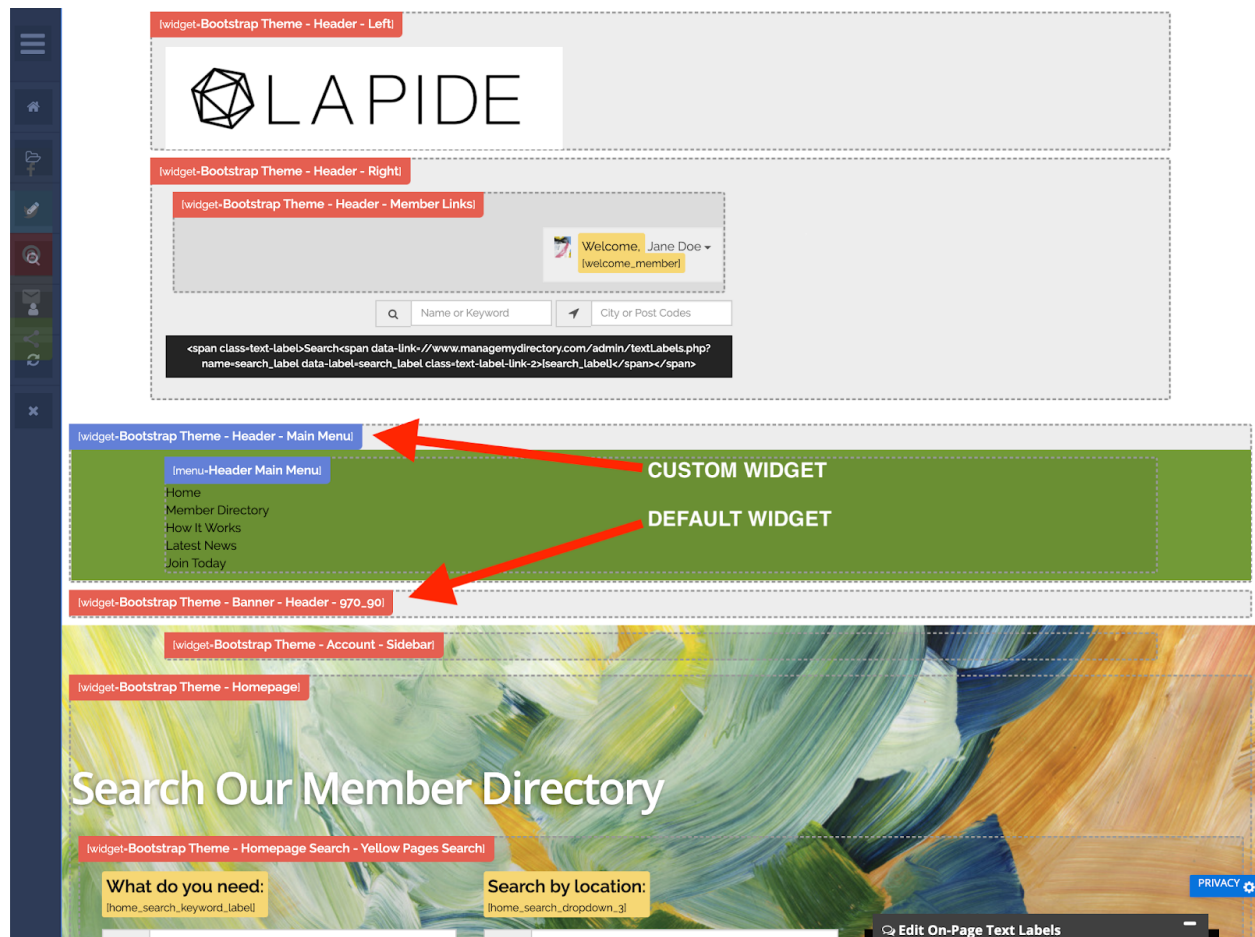 [widget=Bootstrap Theme - Header - Left]
LAPIDE
[widget=Bootstrap Theme - Header - Right]
[widget=Bootstrap Theme - Header - Member Links]
Welcome, Jane Doe
[welcome_member]
Name or Keyword
City or Post Codes
<span class=text-label>Search<span data-link=//www.managemydirectory.com/admin/textLabels.php?
name=search_label data-label=search_label class=text-label-link-2>[search_label]</span></span>
[widget=Bootstrap Theme - Header - Main Menu]
[menu=Header Main Menu]
CUSTOM WIDGET
Home
Member Directory
DEFAULT WIDGET
How It Works
Latest News
Join Today
[widget=Bootstrap Theme - Banner - Header - 970_90]
[widget=Bootstrap Theme - Account - Sidebar]
[widget=Bootstrap Theme - Homepage]
Search Our Member Directory
[widget=Bootstrap Theme - Homepage Search - Yellow Pages Search]
What do you need:
[home_search_keyword_label]
Search by location:
[home_search_dropdown_3]
PRIVACY
Edit On-Page Text Labels